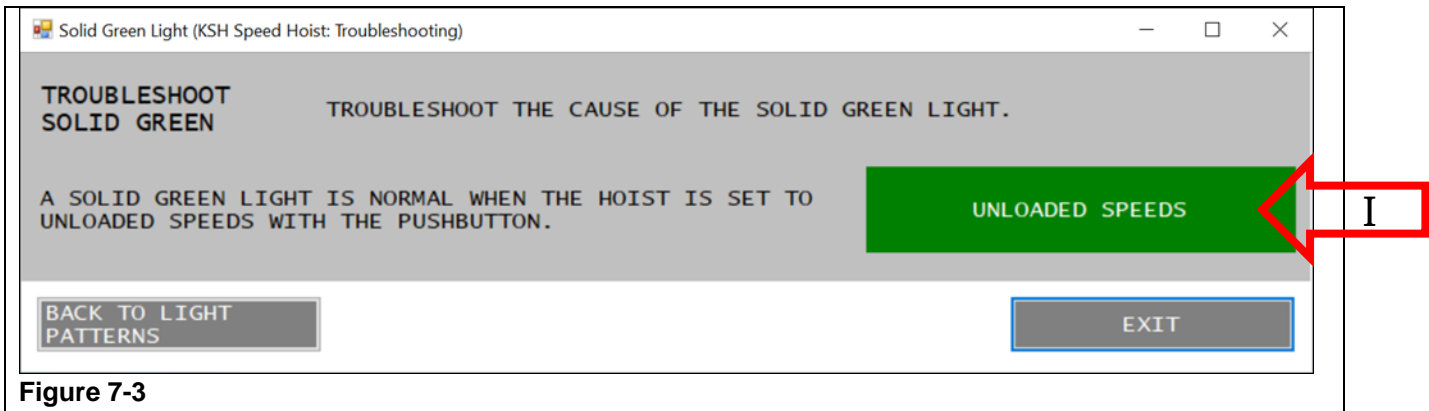 Solid Green Light (KSH Speed Hoist: Troubleshooting)
TROUBLESHOOT
SOLID GREEN
TROUBLESHOOT THE CAUSE OF THE SOLID GREEN LIGHT.
A SOLID GREEN LIGHT IS NORMAL WHEN THE HOIST IS SET TO
UNLOADED SPEEDS WITH THE PUSHBUTTON.
UNLOADED SPEEDS
I
BACK TO LIGHT
PATTERNS
EXIT
Figure 7-3